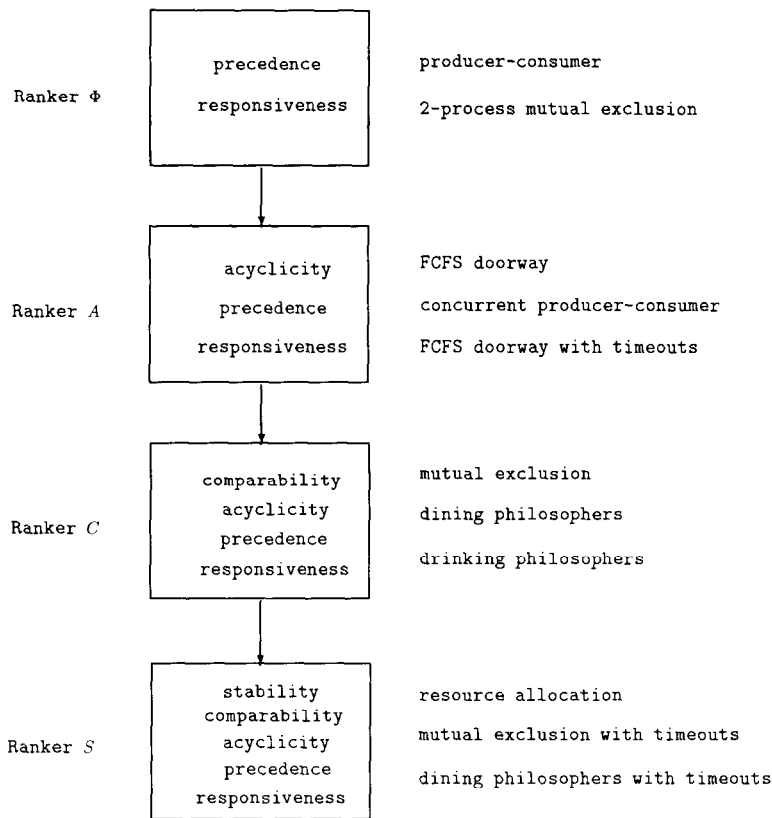 precedence producer-consumer
Ranker Φ
responsiveness 2-process mutual exclusion
acyclicity FCFS doorway
Ranker A precedence concurrent producer-consumer
responsiveness FCFS doorway with timeouts
comparability mutual exclusion
Ranker C acyclicity dining philosophers
precedence
responsiveness drinking philosophers
stability resource allocation
comparability
Ranker S acyclicity mutual exclusion with timeouts
precedence dining philosophers with timeouts
responsiveness